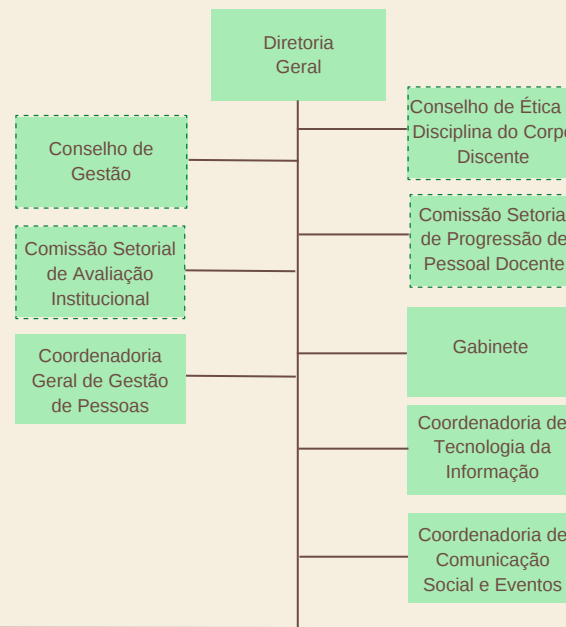 Diretoria
Geral
Conselho de
Gestão
Comissão Setorial
de Avaliação
Institucional
Coordenadoria
Geral de Gestão
de Pessoas
Conselho de Ética
Disciplina do Corpo
Discente
Comissão Setorial
de Progressão de
Pessoal Docente
Gabinete
Coordenadoria de
Tecnologia da
Informação
Coordenadoria de
Comunicação
Social e Eventos